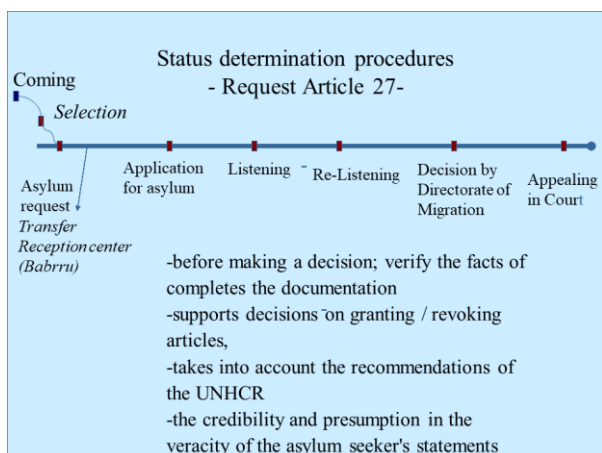 Status determination procedures
- Request Article 27-
Coming
Selection
Asylum
request
Transfer
Reception center
(Babrru)
Application
for asylum
Listening
-
Re-Listening
Decision by
Directorate of
Migration
Appealing
in Court
-before making a decision; verify the facts of
completes the documentation
-supports decisions on granting / revoking
articles,
-takes into account the recommendations of
the UNHCR
-the credibility and presumption in the
veracity of the asylum seeker's statements